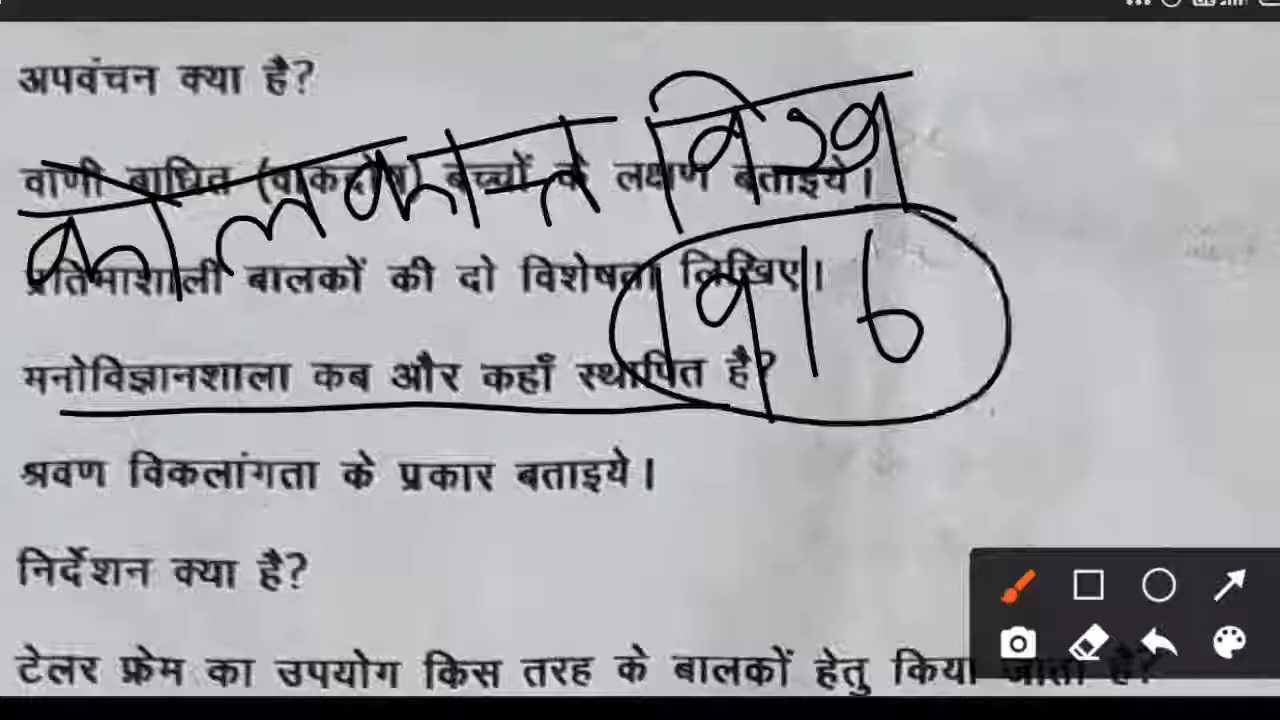 अपवंचन क्या है?
वाणी बाधित (वाकदोष) बच्चों के लक्षण बताइये।
प्रतिभाशाली बालकों की दो विशेषता लिखिए।
मनोविज्ञानशाला कब और कहाँ स्थापित है?
श्रवण विकलांगता के प्रकार बताइये।
निर्देशन क्या है?
टेलर फ्रेम का उपयोग किस तरह के बालकों हेतु किया जाता है?
1916